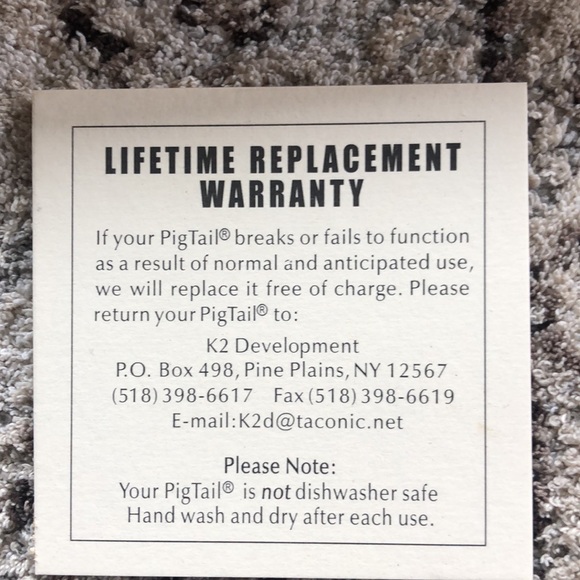 LIFETIME REPLACEMENT
WARRANTY
If your PigTail® breaks or fails to function
as a result of normal and anticipated use,
we will replace it free of charge. Please
return your PigTail® to:
K2 Development
P.O. Box 498, Pine Plains, NY 12567
(518) 398-6617 Fax (518) 398-6619
E-mail:K2d@taconic.net
Please Note:
Your PigTail® is not dishwasher safe
Hand wash and dry after each use.